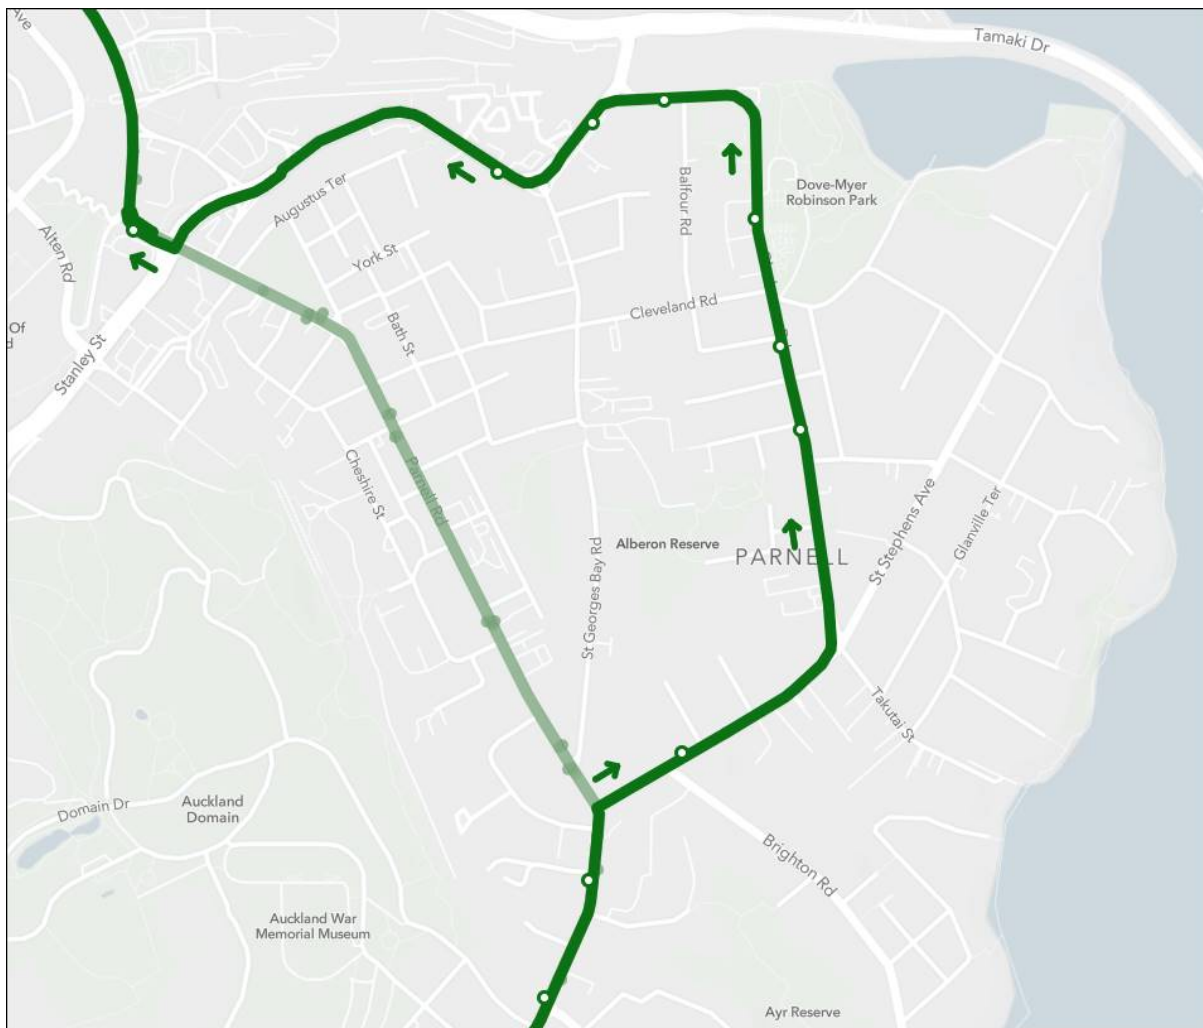 Tamaki Dr
Ave
Augustus Ter
Balfour Rd
Dove-Myer
Robinson Park
Alten Rd
York St
Cleveland Rd
Bath St
Of
d
Stanley St
Cheshire St
Parnell Rd
St Georges Bay Rd
Alberon Reserve
PARNELL
St Stephens Ave
Glanville Ter
Takutai St
Domain Dr
Auckland
Domain
Brighton Rd
Auckland War
Memorial Museum
Ayr Reserve